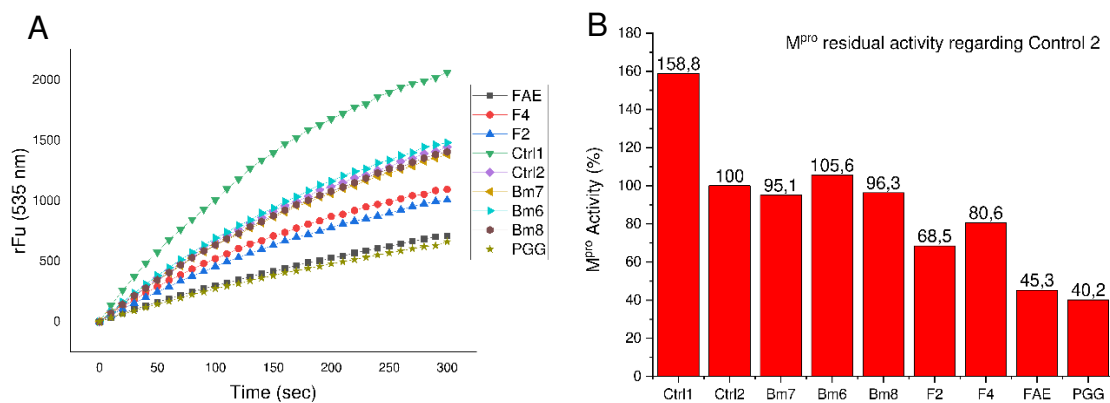 A
rFu (535 nm)
2000
1500
1000
500
0
0 50 100 150 200 250 300
Time (sec)
FAE
F4
F2
Ctrl1
Ctrl2
Bm7
Bm6
Bm8
PGG
B
M^pro residual activity regarding Control 2
M^pro Activity (%)
180
160
140
120
100
80
60
40
20
0
158,8
100
95,1
105,6
96,3
68,5
80,6
45,3
40,2
Ctrl1 Ctrl2 Bm7 Bm6 Bm8 F2 F4 FAE PGG